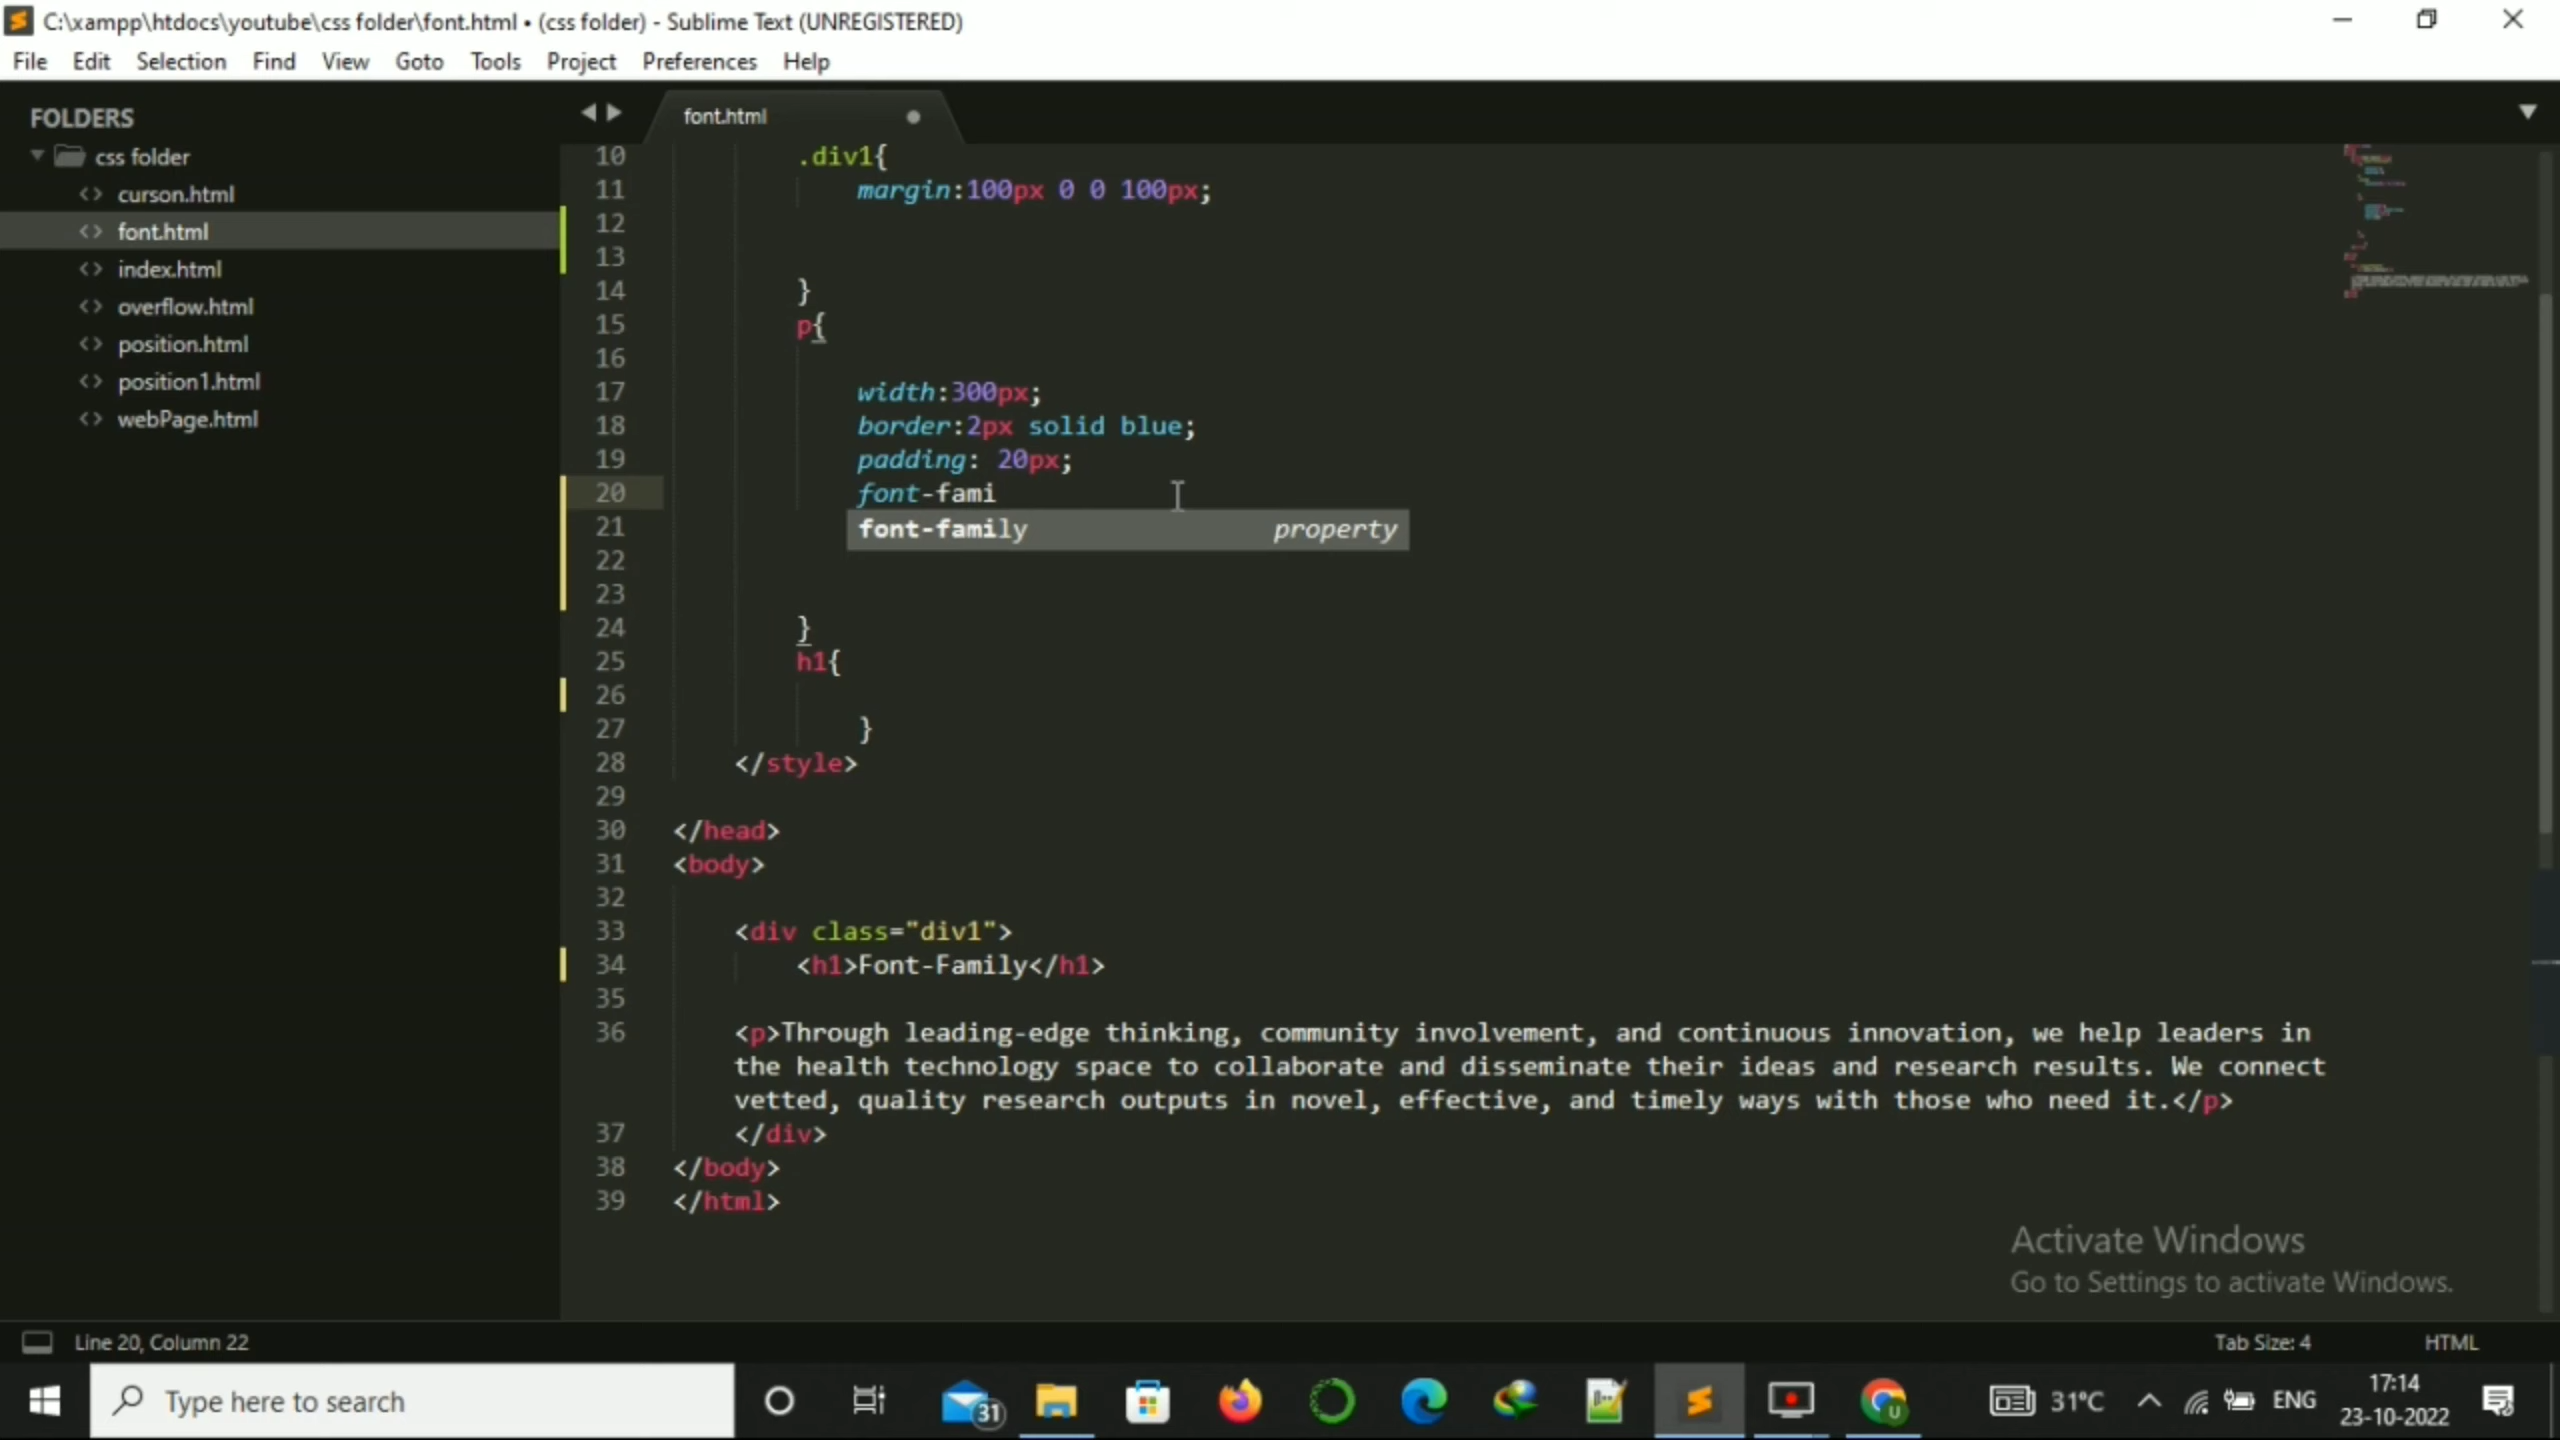 C:\xampp\htdocs\youtube\css folder\font.html • (css folder) - Sublime Text (UNREGISTERED)
File Edit Selection Find View Goto Tools Project Preferences Help
FOLDERS
css folder
<> curson.html
<> font.html
<> index.html
<> overflow.html
<> position.html
<> position1.html
<> webPage.html
font.html
10 .div1{
11 margin:100px 0 0 100px;
12
13
14 }
15 p{
16
17 width:300px;
18 border:2px solid blue;
19 padding: 20px;
20 font-fami
font-family property
21
22
23
24 }
25 h1{
26
27 }
28 </style>
29
30 </head>
31 <body>
32
33 <div class="div1">
34 <h1>Font-Family</h1>
35
36 <p>Through leading-edge thinking, community involvement, and continuous innovation, we help leaders in
the health technology space to collaborate and disseminate their ideas and research results. We connect
vetted, quality research outputs in novel, effective, and timely ways with those who need it.</p>
37 </div>
38 </body>
39 </html>
Activate Windows
Go to Settings to activate Windows.
Line 20, Column 22 Tab Size: 4 HTML
Type here to search 31 31°C ENG 17:14
23-10-2022